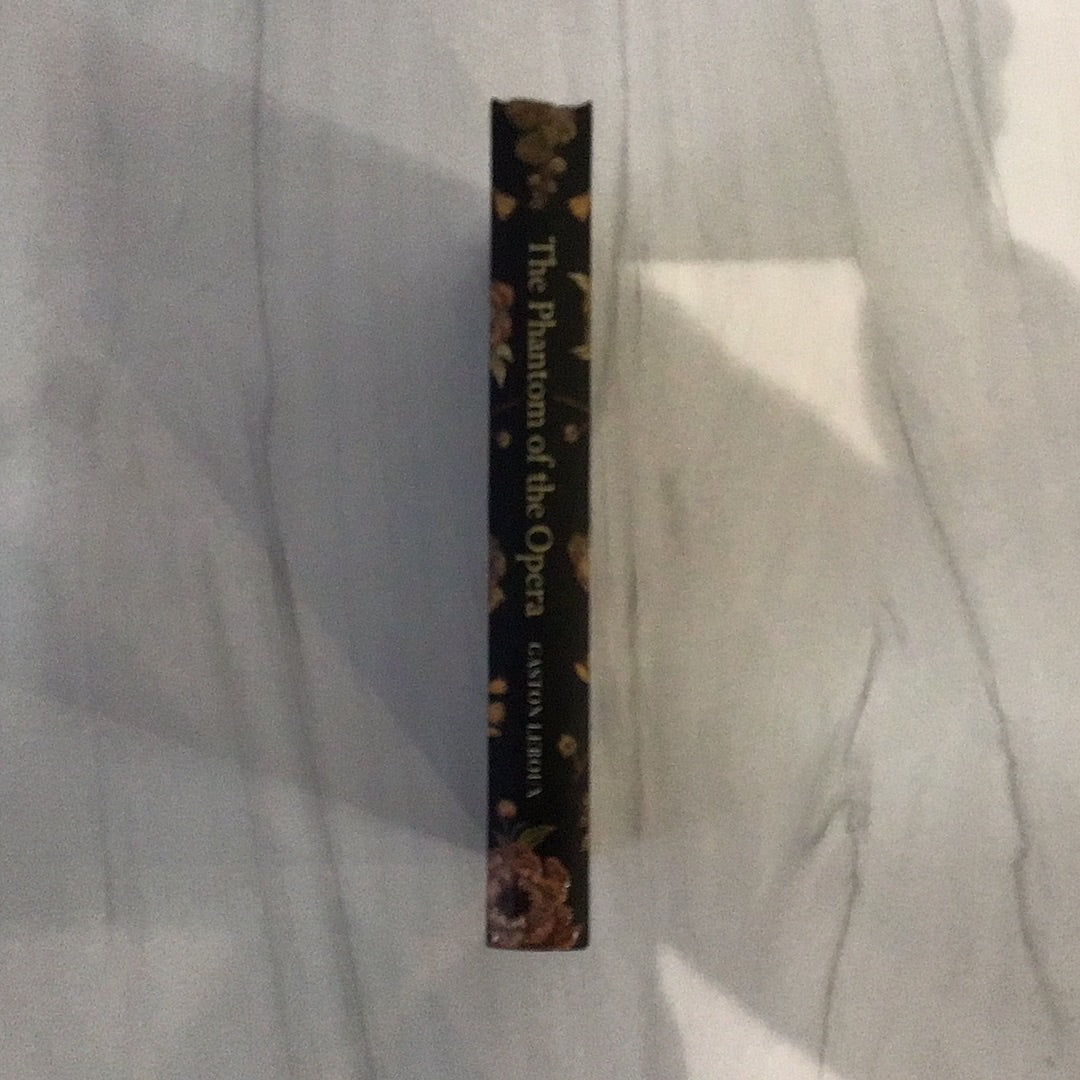 The Phantom of the Opera
GASTON LEROUX